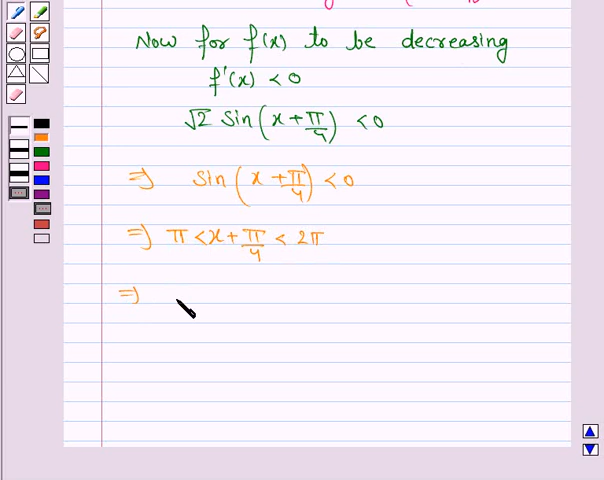 Now for f(x) to be decreasing
f'(x) < 0
√2 sin(x + π/4) < 0
⇒ sin(x + π/4) < 0
⇒ π < x + π/4 < 2π
⇒